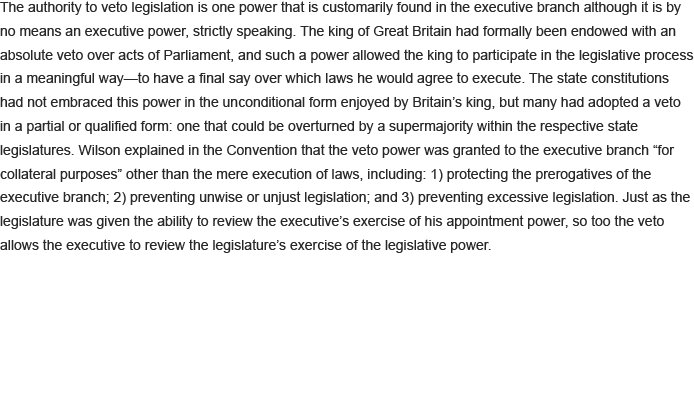 The authority to veto legislation is one power that is customarily found in the executive branch although it is by
no means an executive power, strictly speaking. The king of Great Britain had formally been endowed with an
absolute veto over acts of Parliament, and such a power allowed the king to participate in the legislative process
in a meaningful way—to have a final say over which laws he would agree to execute. The state constitutions
had not embraced this power in the unconditional form enjoyed by Britain’s king, but many had adopted a veto
in a partial or qualified form: one that could be overturned by a supermajority within the respective state
legislatures. Wilson explained in the Convention that the veto power was granted to the executive branch “for
collateral purposes” other than the mere execution of laws, including: 1) protecting the prerogatives of the
executive branch; 2) preventing unwise or unjust legislation; and 3) preventing excessive legislation. Just as the
legislature was given the ability to review the executive’s exercise of his appointment power, so too the veto
allows the executive to review the legislature’s exercise of the legislative power.